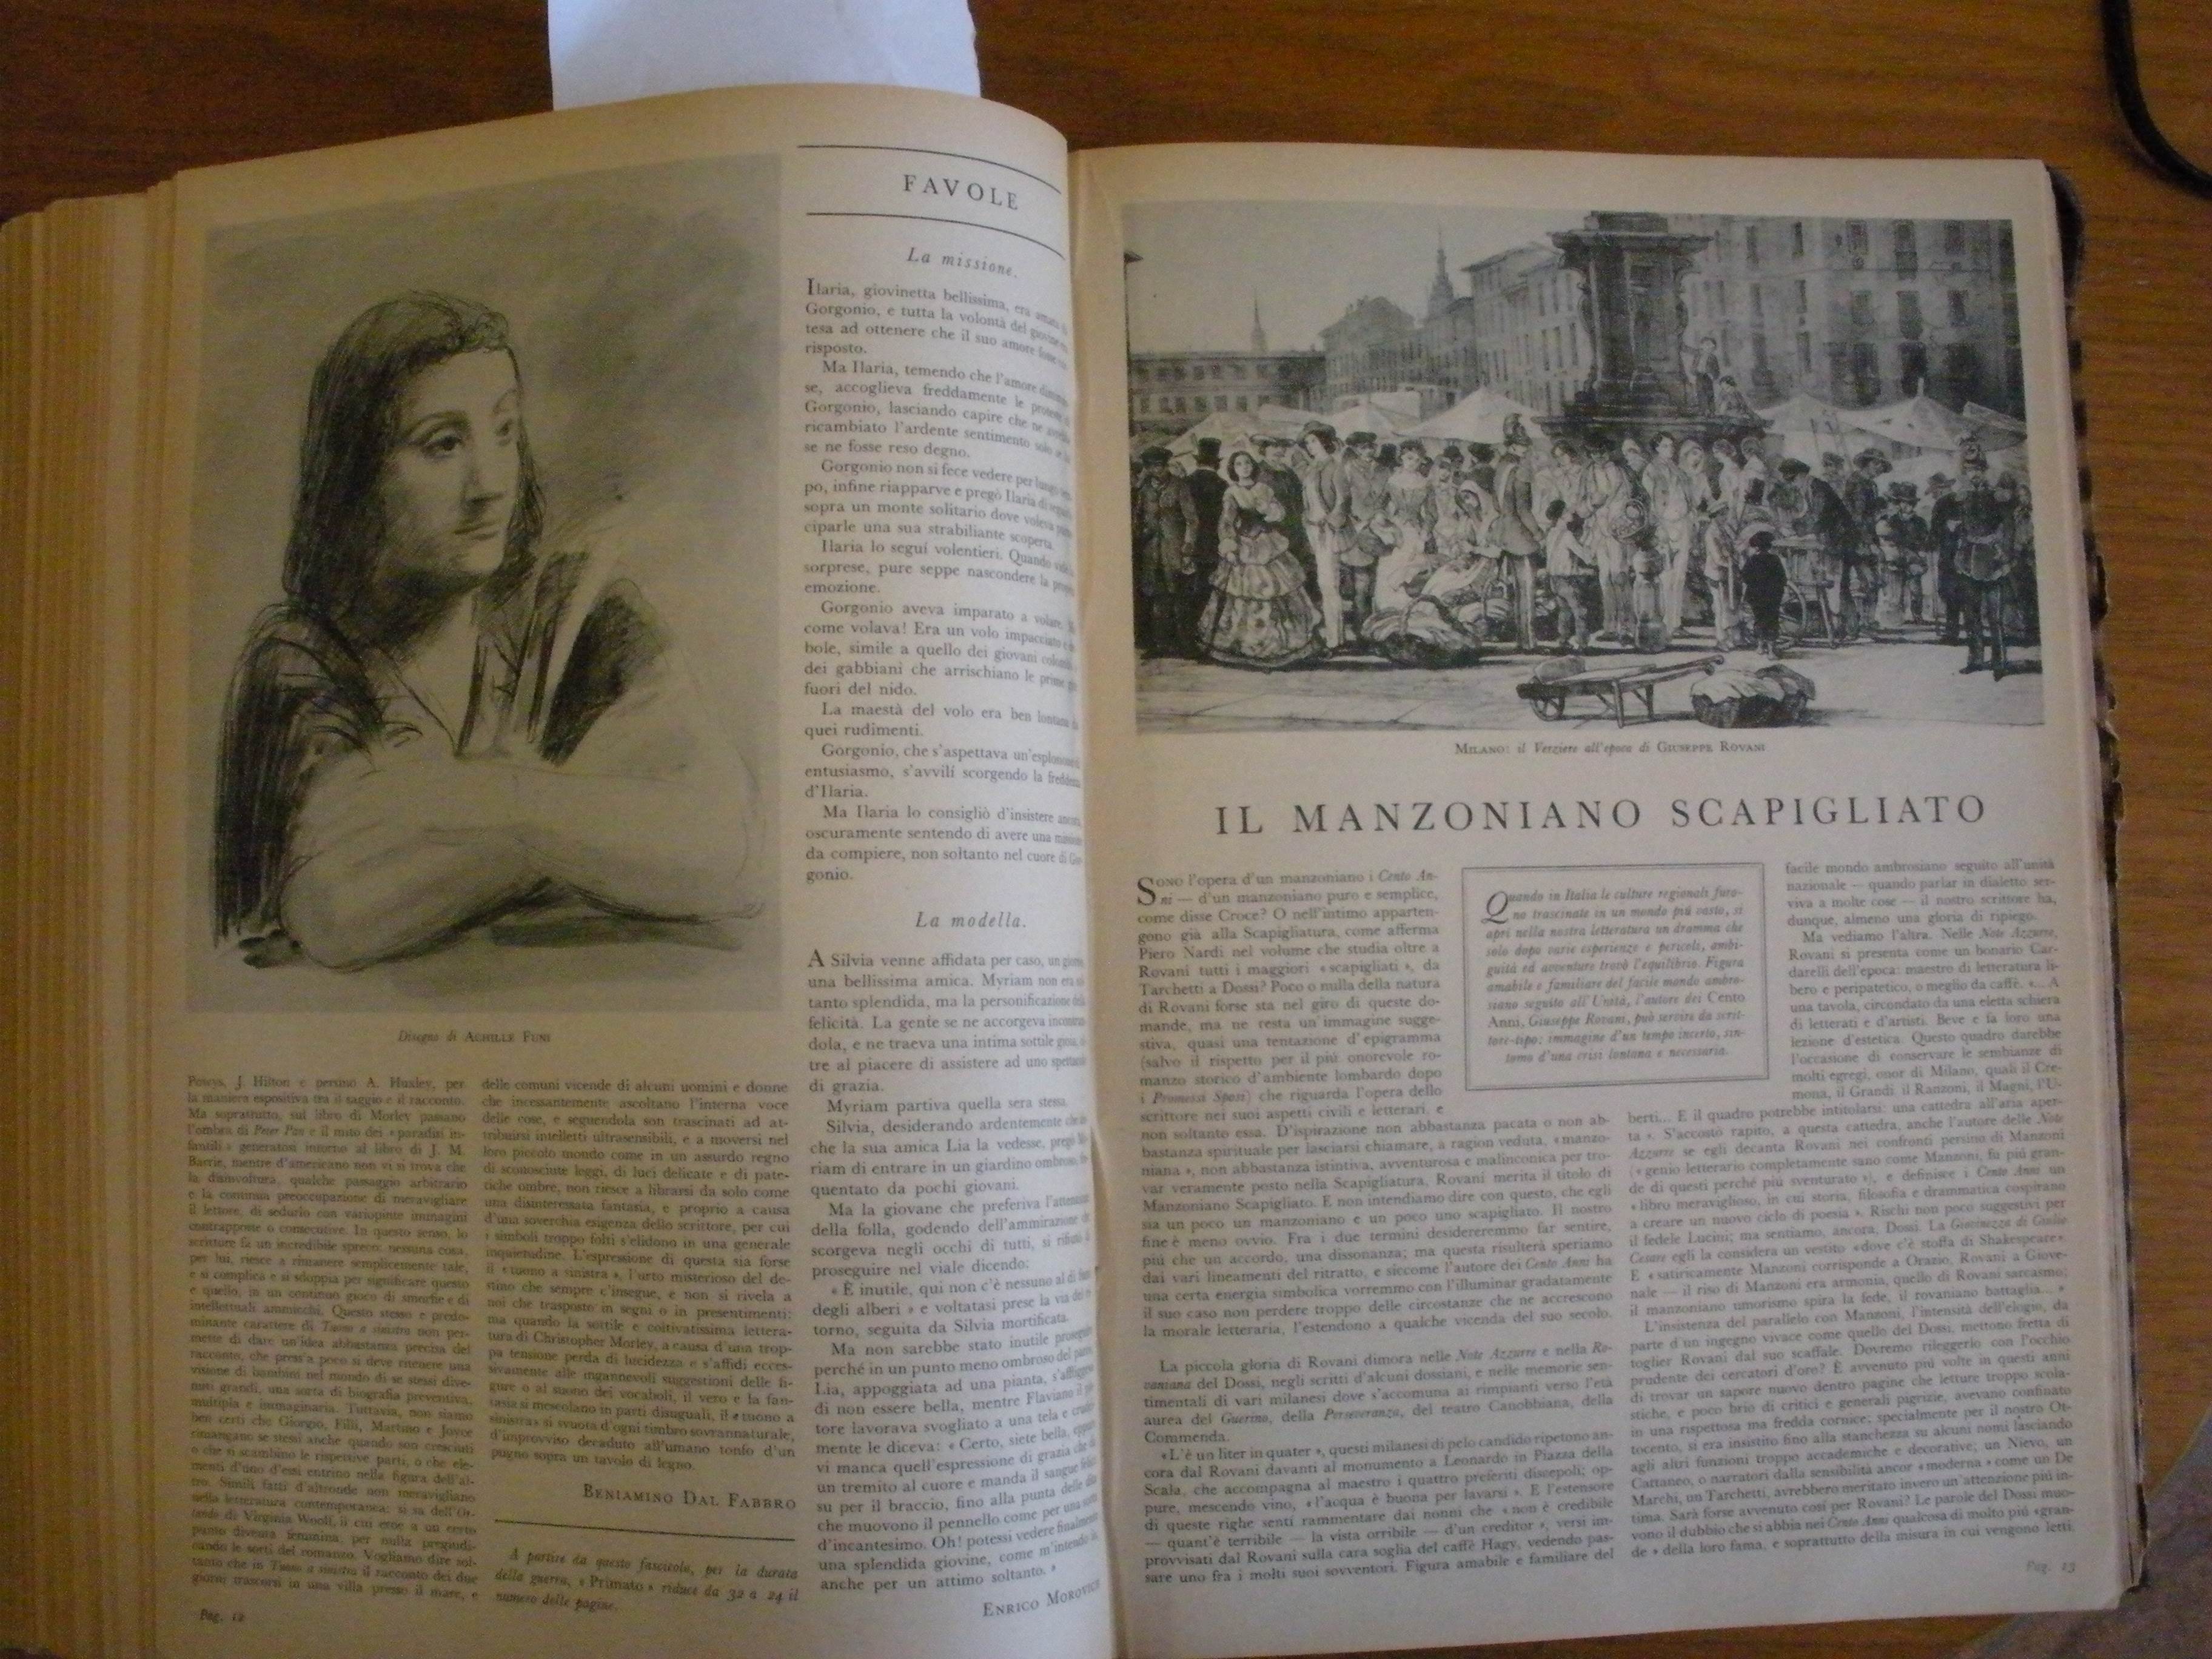 Disegno di ACHILLE FUNI
Powys, J. Hilton e persino A. Huxley, per
la maniera espositiva tra il saggio e il racconto.
Ma soprattutto, sul libro di Morley passano
l'ombra di Peter Pan e il mito dei « paradisi in-
fantili » generatosi intorno al libro di J. M.
Barrie, mentre d'americano non vi si trova che
la disinvoltura, qualche passaggio arbitrario
e la continua preoccupazione di meravigliare
il lettore, di sedurlo con variopinte immagini
contrapposte o consecutive. In questo senso, lo
scrittore fa un incredibile spreco: nessuna cosa,
per lui, riesce a rimanere semplicemente tale,
e si complica e si sdoppia per significare questo
e quello, in un continuo gioco di smorfie e di
intellettuali ammicchi. Questo stesso e predo-
minante carattere di Tuono a sinistra non per-
mette di dare un'idea abbastanza precisa del
racconto, che press'a poco si deve ritenere una
visione di bambini nel mondo di se stessi dive-
nuti grandi, una sorta di biografia preventiva,
multipla e immaginaria. Tuttavia, non siamo
ben certi che Giorgio, Filli, Martino e Joyce
rimangano se stessi anche quando son cresciuti
o che si scambino le rispettive parti, o che ele-
menti d'uno d'essi entrino nella figura dell'al-
tro. Simili fatti d'altronde non meravigliano
nella letteratura contemporanea: si sa dell'Or-
lando di Virginia Woolf, il cui eroe a un certo
punto diventa femmina, per nulla pregiudi-
cando le sorti del romanzo. Vogliamo dire sol-
tanto che in Tuono a sinistra il racconto dei due
giorni trascorsi in una villa presso il mare, e
Pag. 12
delle comuni vicende di alcuni uomini e donne
che incessantemente ascoltano l'interna voce
delle cose, e seguendola son trascinati ad at-
tribuirsi intelletti ultrasensibili, e a moversi nel
loro piccolo mondo come in un assurdo regno
di sconosciute leggi, di luci delicate e di pate-
tiche ombre, non riesce a librarsi da solo come
una disinteressata fantasia, e proprio a causa
d'una soverchia esigenza dello scrittore, per cui
i simboli troppo folti s'elidono in una generale
inquietudine. L'espressione di questa sia forse
il « tuono a sinistra », l'urto misterioso del de-
stino che sempre c'insegue, e non si rivela a
noi che trasposto in segni o in presentimenti:
ma quando la sottile e coltivatissima lettera-
tura di Christopher Morley, a causa d'una trop-
pa tensione perda di lucidezza e s'affidi ecces-
sivamente alle ingannevoli suggestioni delle fi-
gure o al suono dei vocaboli, il vero e la fan-
tasia si mescolano in parti disuguali, il « tuono a
sinistra» si svuota d'ogni timbro sovrannaturale,
d'improvviso decaduto all'umano tonfo d'un
pugno sopra un tavolo di legno.
BENIAMINO DAL FABBRO
A partire da questo fascicolo, per la durata
della guerra, « Primato » riduce da 32 a 24 il
numero delle pagine.
FAVOLE
La missione.
Ilaria, giovinetta bellissima, era amata
Gorgonio, e tutta la volontà del giovine
tesa ad ottenere che il suo amore fosse
risposto.
Ma Ilaria, temendo che l'amore
se, accoglieva freddamente le
Gorgonio, lasciando capire che ne
ricambiato l'ardente sentimento solo se
se ne fosse reso degno.
Gorgonio non si fece vedere per lungo
po, infine riapparve e pregò Ilaria di
sopra un monte solitario dove voleva
ciparle una sua strabiliante scoperta.
Ilaria lo seguí volentieri. Quando
sorprese, pure seppe nascondere la
emozione.
Gorgonio aveva imparato a volare.
come volava! Era un volo impacciato e
bole, simile a quello dei giovani
dei gabbiani che arrischiano le prime
fuori del nido.
La maestà del volo era ben lontana
quei rudimenti.
Gorgonio, che s'aspettava un'esplosione
entusiasmo, s'avvilí scorgendo la freddezza
d'Ilaria.
Ma Ilaria lo consigliò d'insistere ancora,
oscuramente sentendo di avere una missione
da compiere, non soltanto nel cuore di Gor-
gonio.
La modella.
A Silvia venne affidata per caso, un giorno,
una bellissima amica. Myriam non era
tanto splendida, ma la personificazione della
felicità. La gente se ne accorgeva incontran-
dola, e ne traeva una intima sottile gioia,
tre al piacere di assistere ad uno spettacolo
di grazia.
Myriam partiva quella sera stessa.
Silvia, desiderando ardentemente
che la sua amica Lia la vedesse, pregò My-
riam di entrare in un giardino ombroso, fre-
quentato da pochi giovani.
Ma la giovane che preferiva l'attenzione
della folla, godendo dell'ammirazione
scorgeva negli occhi di tutti, si rifiutò
proseguire nel viale dicendo:
« È inutile, qui non c'è nessuno al di fuori
degli alberi » e voltatasi prese la via del
torno, seguita da Silvia mortificata.
Ma non sarebbe stato inutile proseguire
perché in un punto meno ombroso del parco,
Lia, appoggiata ad una pianta, s'affliggeva
di non essere bella, mentre Flaviano il pit-
tore lavorava svogliato a una tela e cruda-
mente le diceva: « Certo, siete bella, eppure
vi manca quell'espressione di grazia che
un tremito al cuore e manda il sangue
su per il braccio, fino alla punta delle dita
che muovono il pennello come per una
d'incantesimo. Oh! potessi vedere finalmente
una splendida giovine, come m'intendo
anche per un attimo soltanto. »
ENRICO MOROVICH
MILANO: il Verziere all'epoca di GIUSEPPE ROVANI
IL MANZONIANO SCAPIGLIATO
SONO l'opera d'un manzoniano i Cento An-
ni — d'un manzoniano puro e semplice,
come disse Croce? O nell'intimo apparten-
gono già alla Scapigliatura, come afferma
Piero Nardi nel volume che studia oltre a
Rovani tutti i maggiori « scapigliati », da
Tarchetti a Dossi? Poco o nulla della natura
di Rovani forse sta nel giro di queste do-
mande, ma ne resta un'immagine sugge-
stiva, quasi una tentazione d'epigramma
(salvo il rispetto per il piú onorevole ro-
manzo storico d'ambiente lombardo dopo
i Promessi Sposi) che riguarda l'opera dello
scrittore nei suoi aspetti civili e letterari, e
non soltanto essa. D'ispirazione non abbastanza pacata o non ab-
bastanza spirituale per lasciarsi chiamare, a ragion veduta, « manzo-
niana », non abbastanza istintiva, avventurosa e malinconica per tro-
var veramente posto nella Scapigliatura, Rovani merita il titolo di
Manzoniano Scapigliato. E non intendiamo dire con questo, che egli
sia un poco un manzoniano e un poco uno scapigliato. Il nostro
fine è meno ovvio. Fra i due termini desidereremmo far sentire,
piú che un accordo, una dissonanza; ma questa risulterà speriamo
dai vari lineamenti del ritratto, e siccome l'autore dei Cento Anni ha
una certa energia simbolica vorremmo con l'illuminar gradatamente
il suo caso non perdere troppo delle circostanze che ne accrescono
la morale letteraria, l'estendono a qualche vicenda del suo secolo.
La piccola gloria di Rovani dimora nelle Note Azzurre e nella Ro-
vaniana del Dossi, negli scritti d'alcuni dossiani, e nelle memorie sen-
timentali di vari milanesi dove s'accomuna ai rimpianti verso l'età
aurea del Guerino, della Perseveranza, del teatro Canobbiana, della
Commenda.
«L'è un liter in quater », questi milanesi di pelo candido ripetono an-
cora dal Rovani davanti al monumento a Leonardo in Piazza della
Scala, che accompagna al maestro i quattro preferiti discepoli; op-
pure, mescendo vino, « l'acqua è buona per lavarsi ». E l'estensore
di queste righe sentí rammentare dai nonni che « non è credibile
— quant'è terribile — la vista orribile — d'un creditor », versi im-
provvisati dal Rovani sulla cara soglia del caffè Hagy, vedendo pas-
sare uno fra i molti suoi sovventori. Figura amabile e familiare del
Quando in Italia le culture regionali furo-
no trascinate in un mondo piú vasto, si
aprí nella nostra letteratura un dramma che
solo dopo varie esperienze e pericoli, ambi-
guità ed avventure trovò l'equilibrio. Figura
amabile e familiare del facile mondo ambro-
siano seguito all'Unità, l'autore dei Cento
Anni, Giuseppe Rovani, può servire da scrit-
tore-tipo: immagine d'un tempo incerto, sin-
tomo d'una crisi lontana e necessaria.
facile mondo ambrosiano seguito all'unità
nazionale — quando parlar in dialetto ser-
viva a molte cose — il nostro scrittore ha,
dunque, almeno una gloria di ripiego.
Ma vediamo l'altra. Nelle Note Azzurre,
Rovani si presenta come un bonario Car-
darelli dell'epoca: maestro di letteratura li-
bero e peripatetico, o meglio da caffè. «... A
una tavola, circondato da una eletta schiera
di letterati e d'artisti. Beve e fa loro una
lezione d'estetica. Questo quadro darebbe
l'occasione di conservare le sembianze di
molti egregi, onor di Milano, quali il Cre-
mona, il Grandi, il Ranzoni, il Magni, l'U-
berti... E il quadro potrebbe intitolarsi: una cattedra all'aria aper-
ta ». S'accostò rapito, a questa cattedra, anche l'autore delle Note
Azzurre se egli decanta Rovani nei confronti persino di Manzoni
(« genio letterario completamente sano come Manzoni, fu piú gran-
de di questi perché piú sventurato »), e definisce i Cento Anni un
« libro meraviglioso, in cui storia, filosofia e drammatica cospirano
a creare un nuovo ciclo di poesia ». Rischi non poco suggestivi per
il fedele Lucini; ma sentiamo, ancora, Dossi. La Giovinezza di Giulio
Cesare egli la considera un vestito «dove c'è stoffa di Shakespeare».
E « satiricamente Manzoni corrisponde a Orazio, Rovani a Giove-
nale — il riso di Manzoni era armonia, quello di Rovani sarcasmo;
il manzoniano umorismo spira la fede, il rovaniano battaglia... »
L'insistenza del parallelo con Manzoni, l'intensità dell'elogio, da
parte d'un ingegno vivace come quello del Dossi, mettono fretta di
toglier Rovani dal suo scaffale. Dovremo rileggerlo con l'occhio
prudente dei cercatori d'oro? È avvenuto piú volte in questi anni
di trovar un sapore nuovo dentro pagine che letture troppo scola-
stiche, e poco brio di critici e generali pigrizie, avevano confinato
in una rispettosa ma fredda cornice; specialmente per il nostro Ot-
tocento, si era insistito fino alla stanchezza su alcuni nomi lasciando
agli altri funzioni troppo accademiche e decorative; un Nievo, un
Cattaneo, o narratori dalla sensibilità ancor « moderna » come un De
Marchi, un Tarchetti, avrebbero meritato invero un'attenzione piú in-
tima. Sarà forse avvenuto cosí per Rovani? Le parole del Dossi muo-
vono il dubbio che si abbia nei Cento Anni qualcosa di molto piú «gran-
de » della loro fama, e soprattutto della misura in cui vengono letti.
Pag. 13